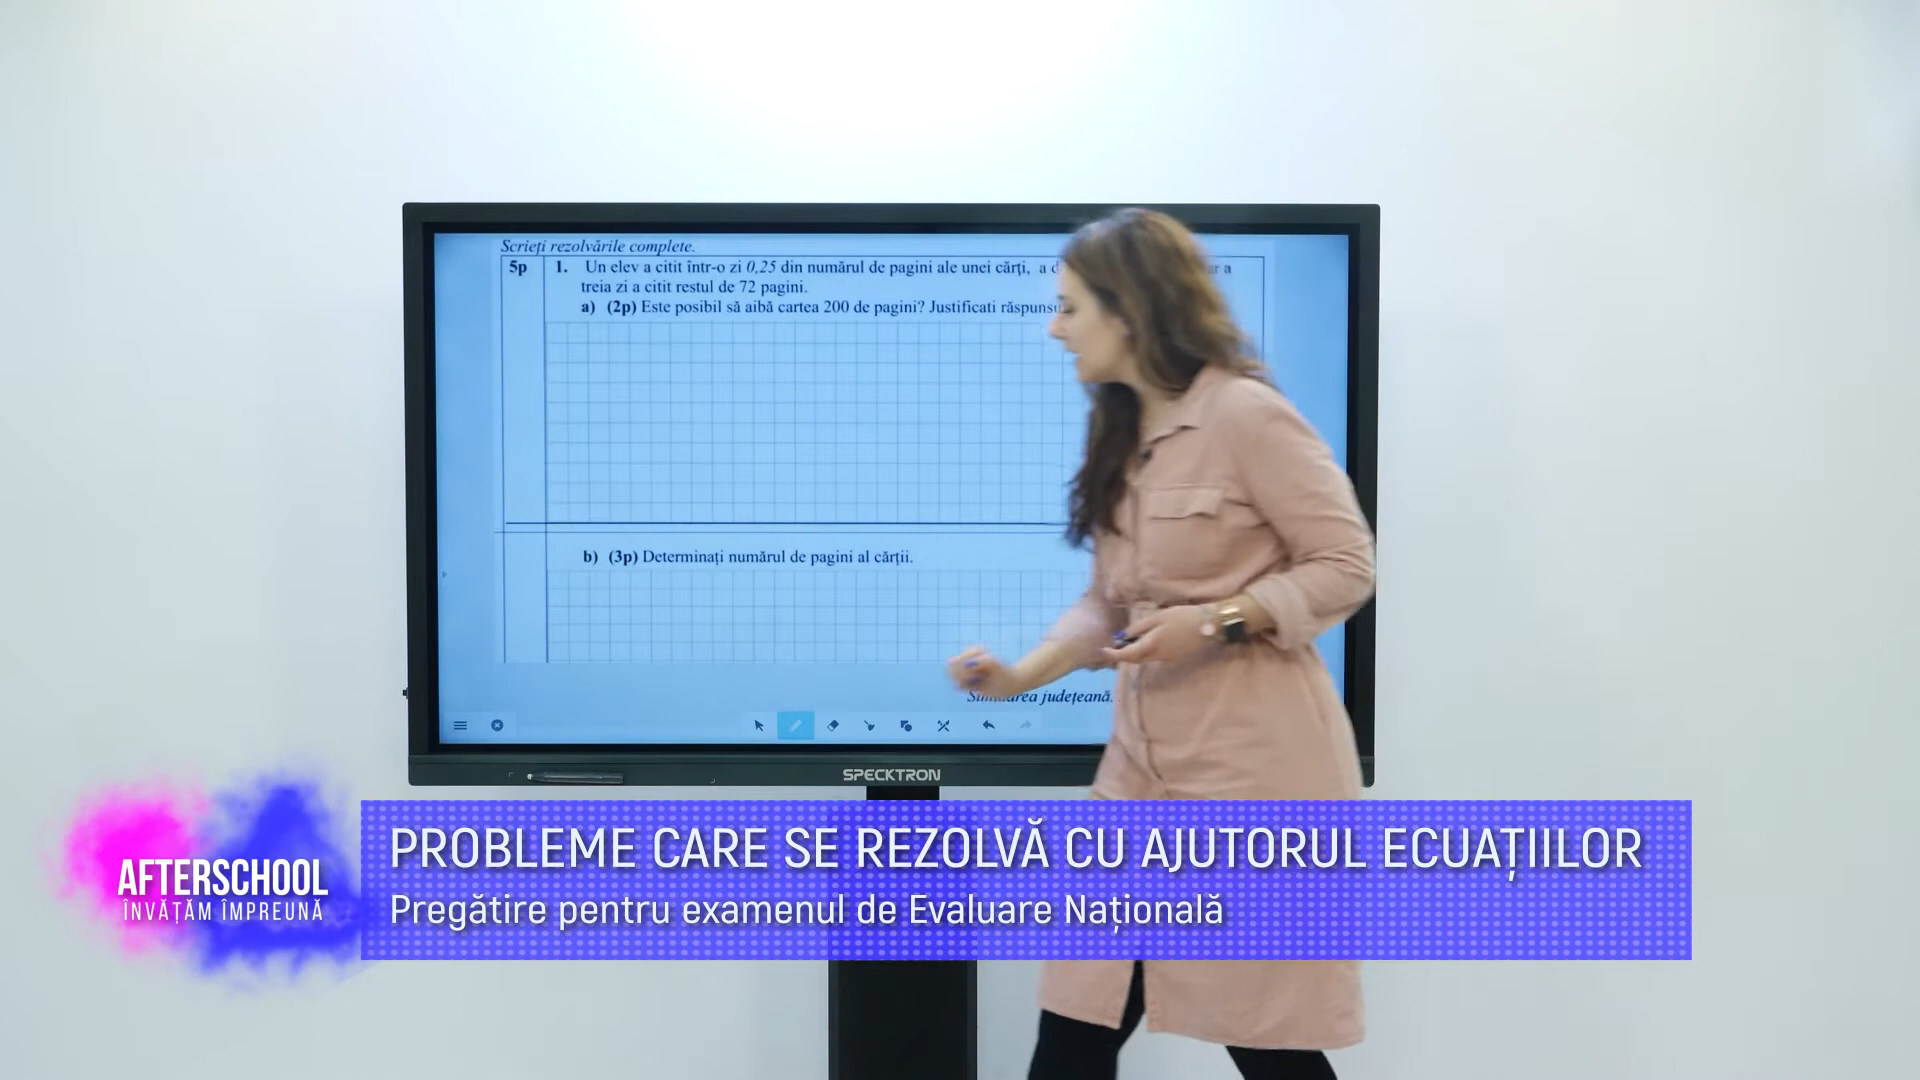 Scrieți rezolvările complete.
5p 1. Un elev a citit într-o zi 0,25 din numărul de pagini ale unei cărți, a
treia zi a citit restul de 72 pagini.
a) (2p) Este posibil să aibă cartea 200 de pagini? Justificati
b) (3p) Determinați numărul de pagini al cărții.
județeană.
SPECKTRON
PROBLEME CARE SE REZOLVĂ CU AJUTORUL ECUAȚIILOR
Pregătire pentru examenul de Evaluare Națională
AFTERSCHOOL
ÎNVĂȚĂM ÎMPREUNĂ